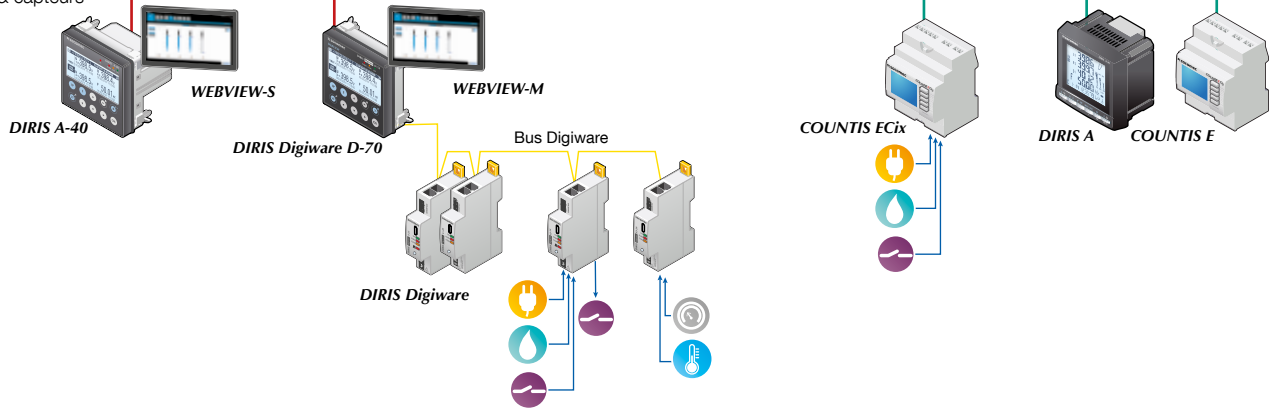 & capteurs
WEBVIEW-S
WEBVIEW-M
DIRIS A-40
DIRIS Digiware D-70
COUNTIS ECix
DIRIS A
COUNTIS E
Bus Digiware
DIRIS Digiware